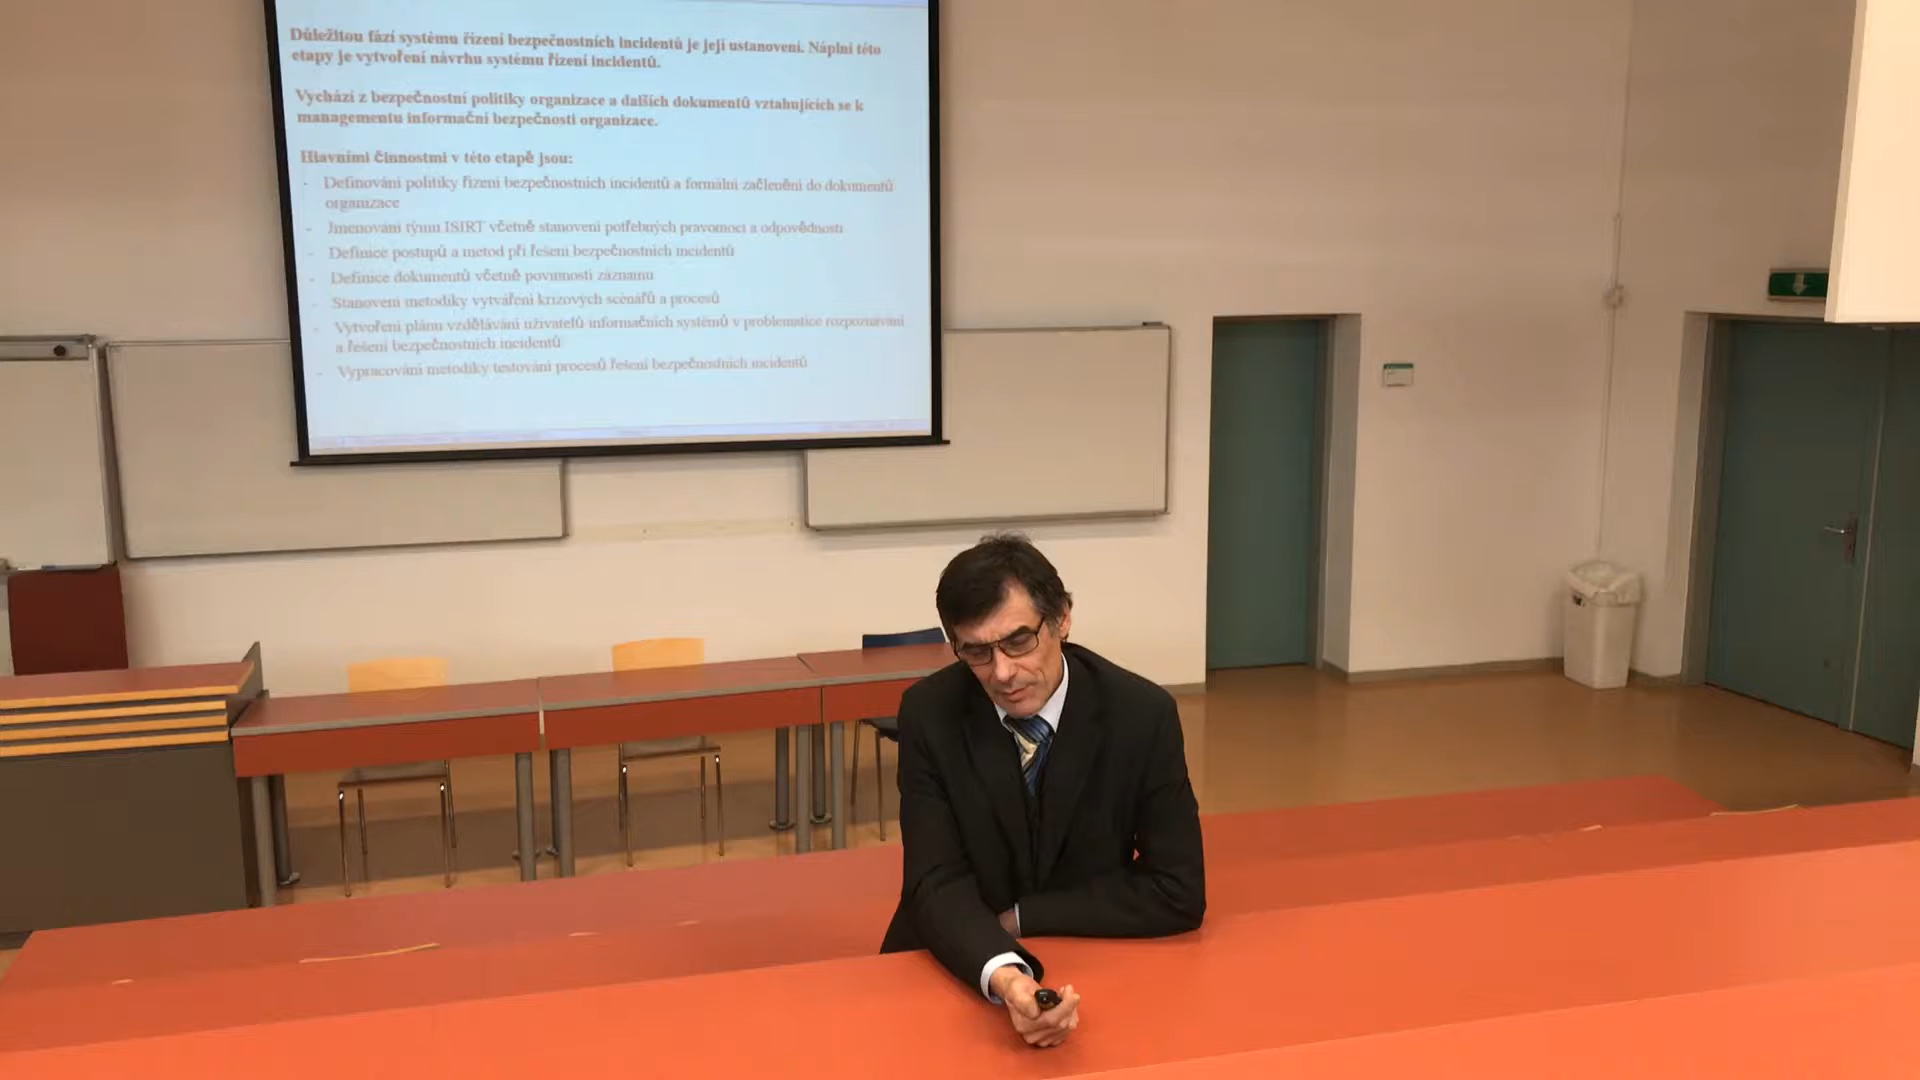 Důležitou fází systému řízení bezpečnostních incidentů je její ustanovení. Náplní této
etapy je vytvoření návrhu systému řízení incidentů.
Vychází z bezpečnostní politiky organizace a dalších dokumentů vztahujících se k
managementu informační bezpečnosti organizace.
Hlavními činnostmi v této etapě jsou:
- Definování politiky řízení bezpečnostních incidentů a formální začlenění do dokumentů
organizace
- Jmenování týmu ISIRT včetně stanovení potřebných pravomocí a odpovědností
- Definice postupů a metod při řešení bezpečnostních incidentů
- Definice dokumentů včetně povinností záznamu
- Stanovení metodiky vytváření krizových scénářů a procesů
- Vytvoření plánu vzdělávání uživatelů informačních systémů v problematice rozpoznávání
a řešení bezpečnostních incidentů
- Vypracování metodiky testování procesů řešení bezpečnostních incidentů